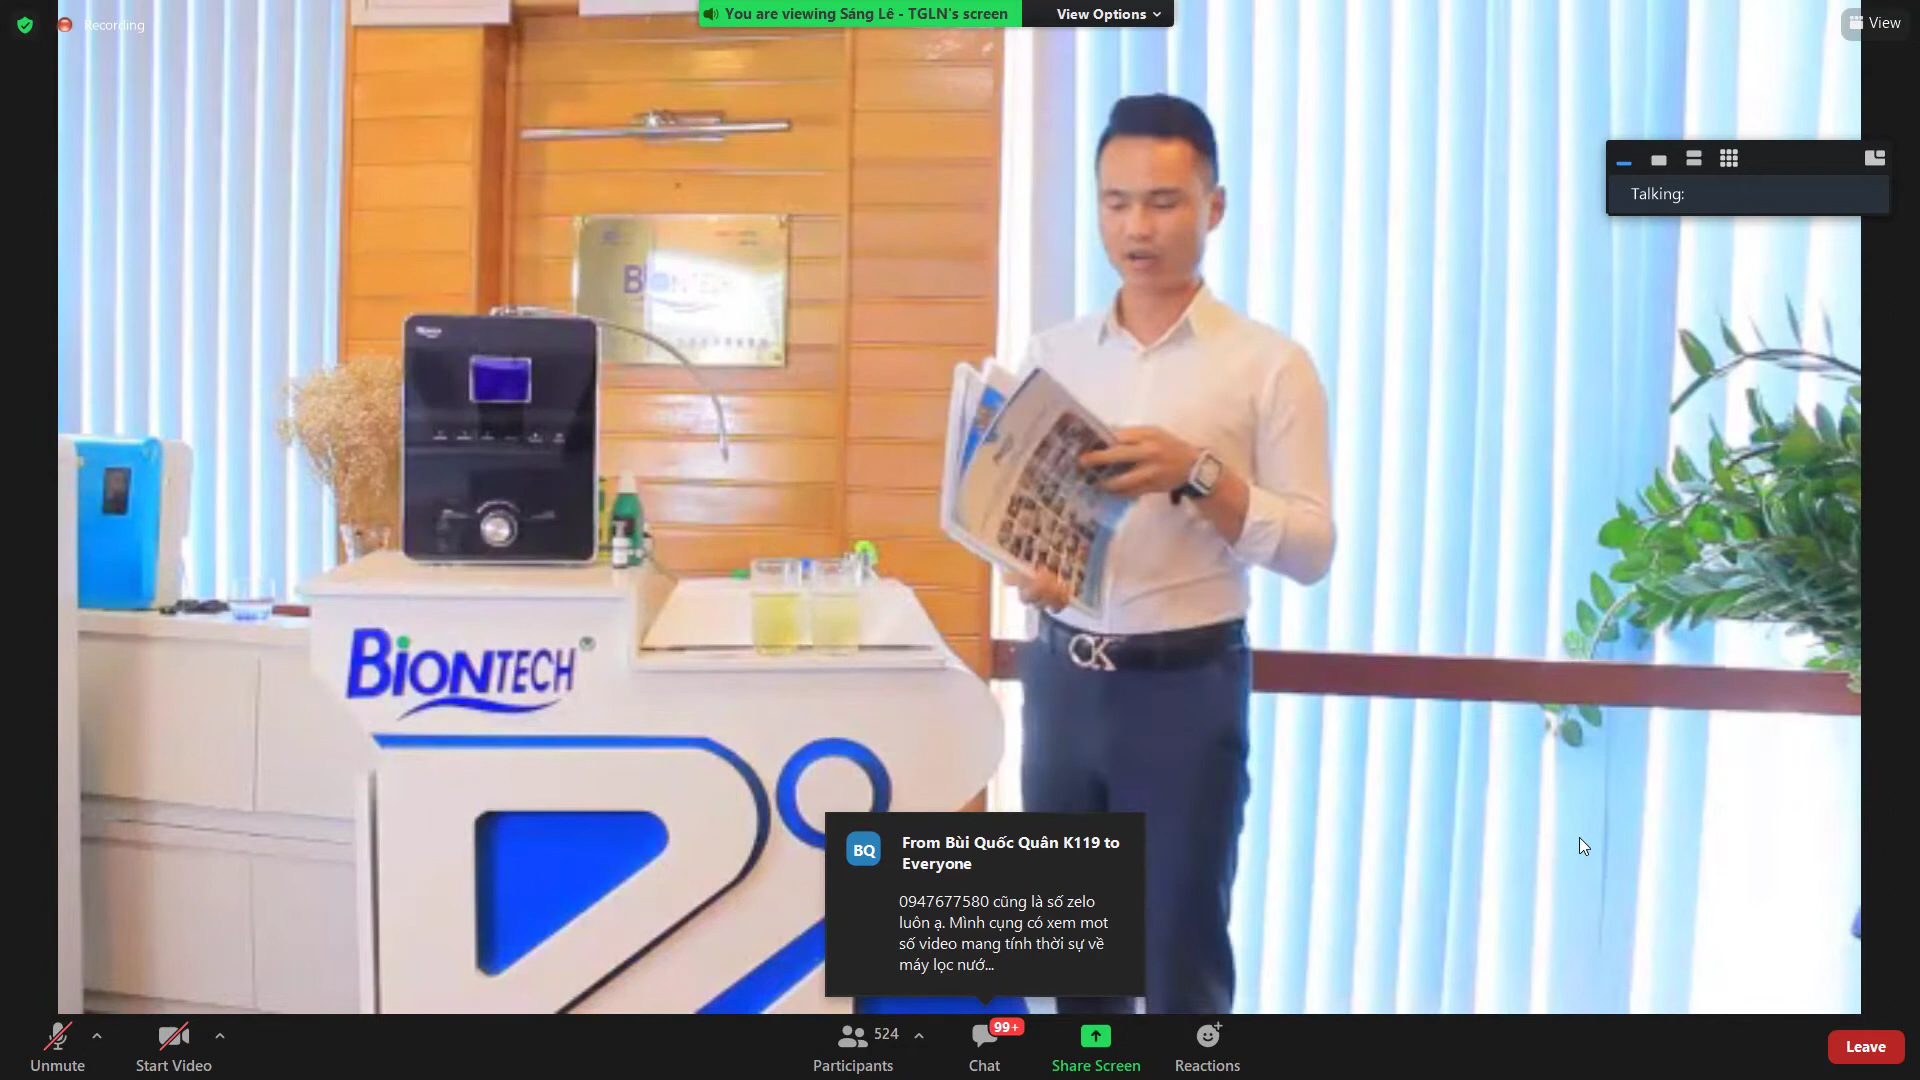 Recording
You are viewing Sáng Lê - TGLN's screen
View Options
View
Talking:
BIONTECH
BIONTECH®
BQ
From Bùi Quốc Quân K119 to
Everyone
0947677580 cũng là số zelo
luôn ạ. Mình cụng có xem mot
số video mang tính thời sự về
máy lọc nướ...
CK
Unmute
Start Video
524
Participants
99+
Chat
Share Screen
Reactions
Leave